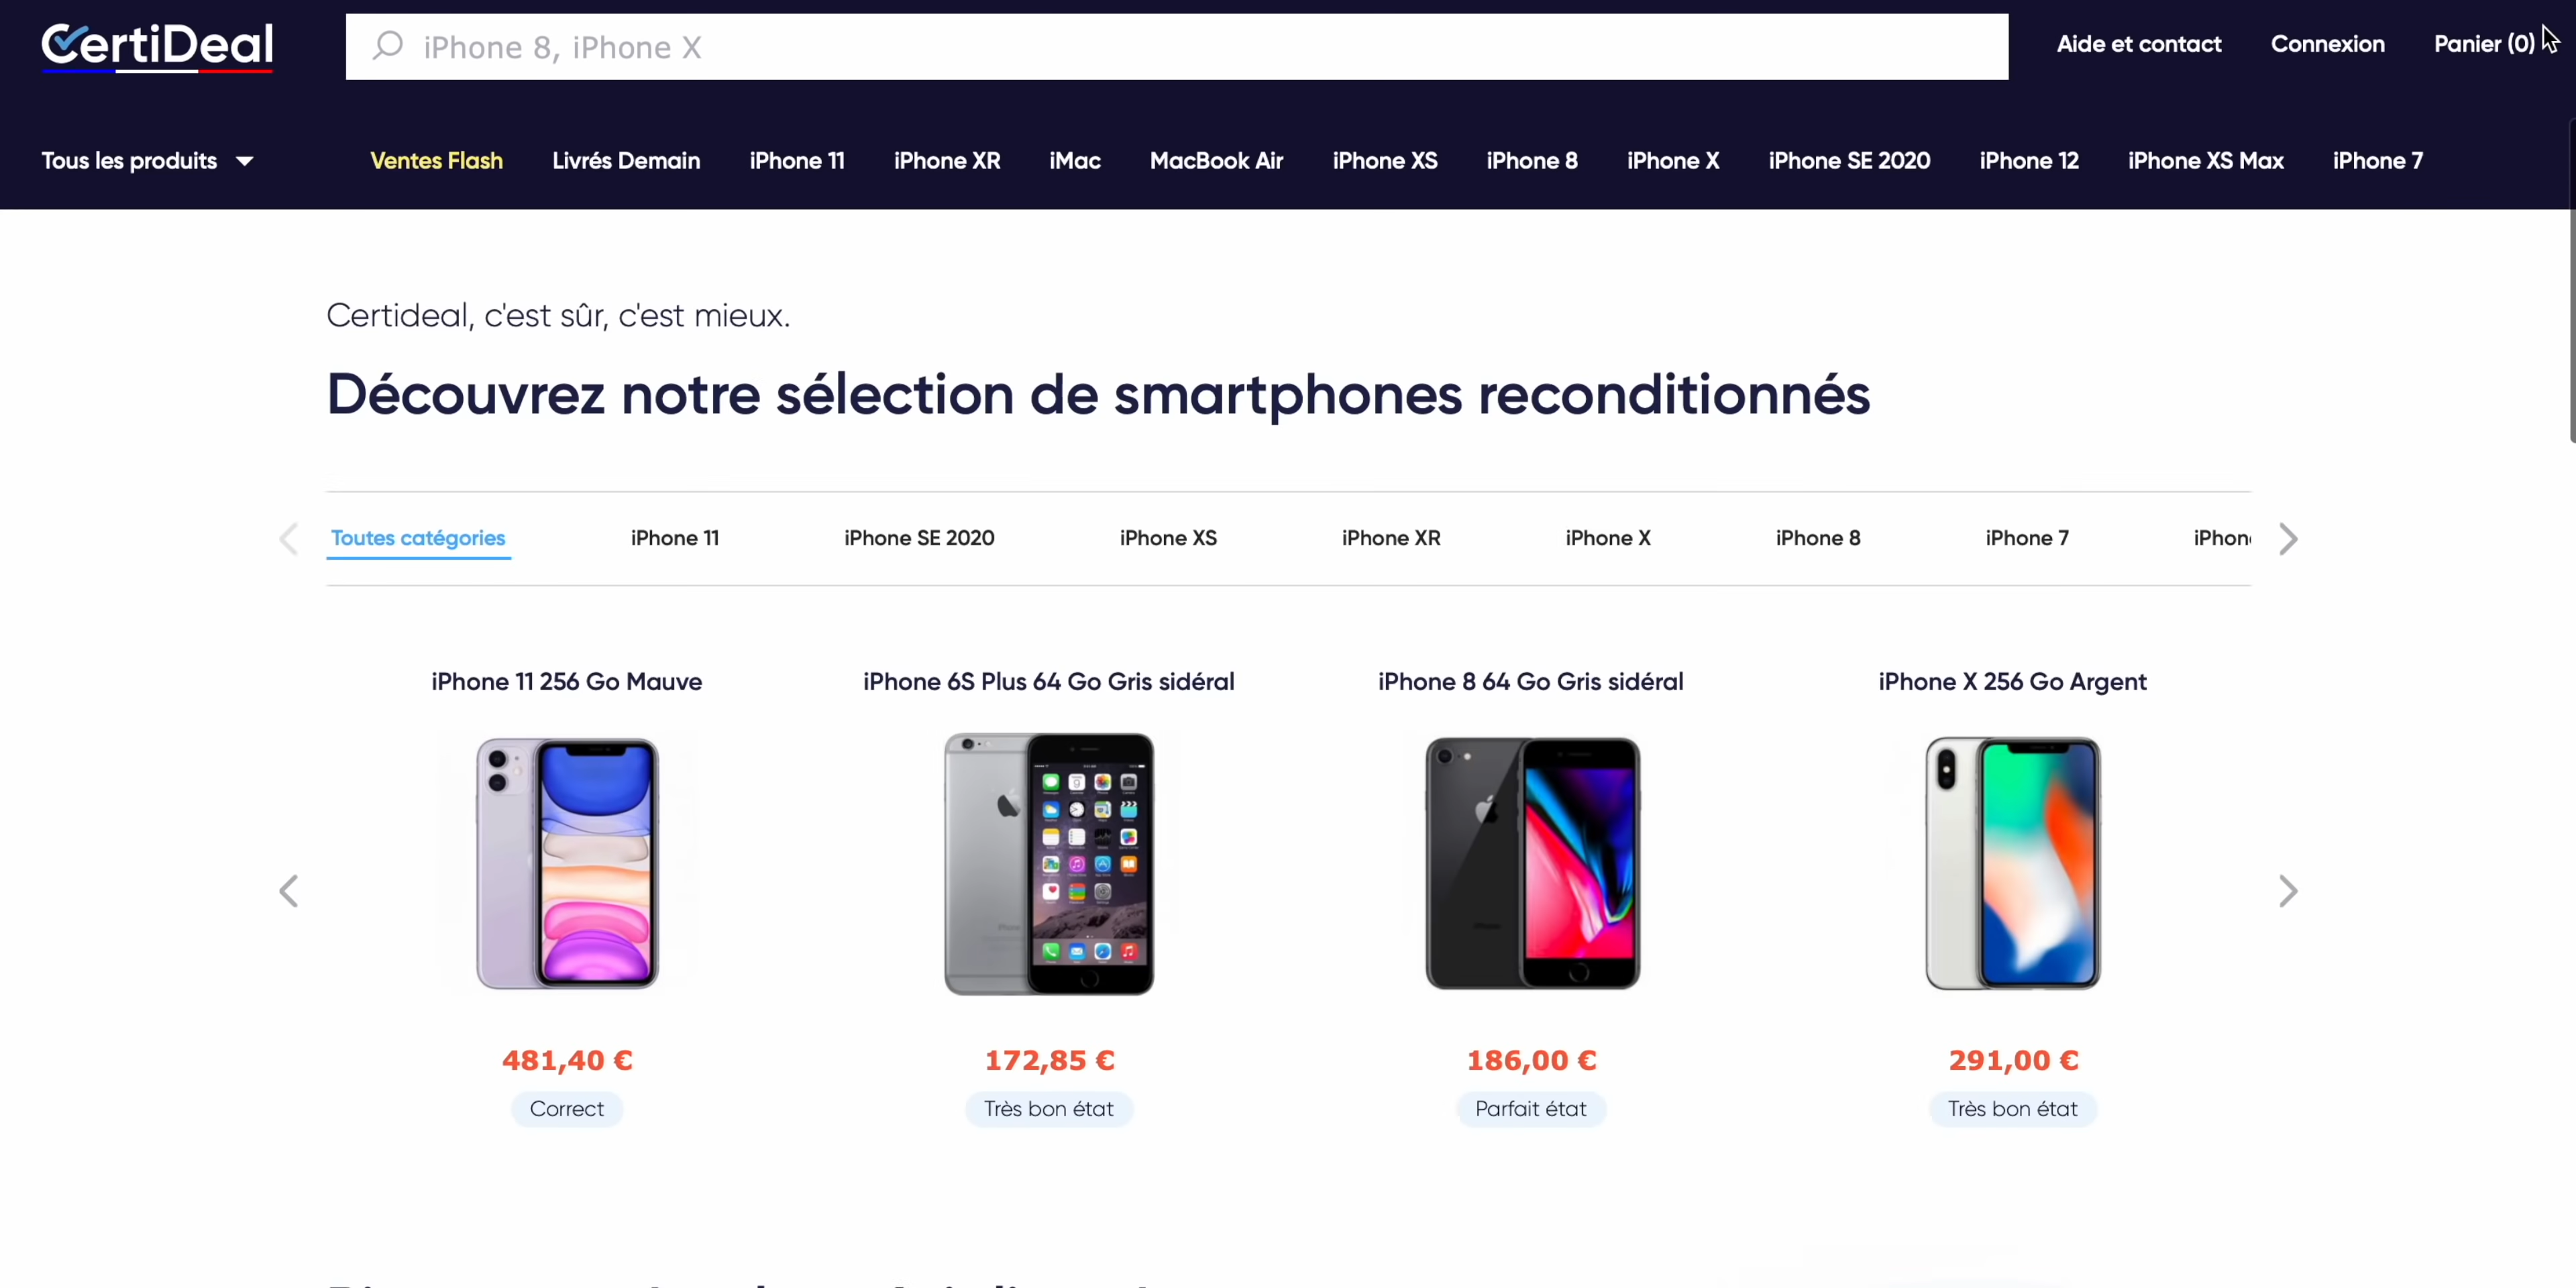 CertiDeal
iPhone 8, iPhone X
Aide et contact
Connexion
Panier (0)
Tous les produits
Ventes Flash
Livrés Demain
iPhone 11
iPhone XR
iMac
MacBook Air
iPhone XS
iPhone 8
iPhone X
iPhone SE 2020
iPhone 12
iPhone XS Max
iPhone 7
Certideal, c'est sûr, c'est mieux.
Découvrez notre sélection de smartphones reconditionnés
Toutes catégories
iPhone 11
iPhone SE 2020
iPhone XS
iPhone XR
iPhone X
iPhone 8
iPhone 7
iPhon
iPhone 11 256 Go Mauve
iPhone 6S Plus 64 Go Gris sidéral
iPhone 8 64 Go Gris sidéral
iPhone X 256 Go Argent
481,40 €
172,85 €
186,00 €
291,00 €
Correct
Très bon état
Parfait état
Très bon état